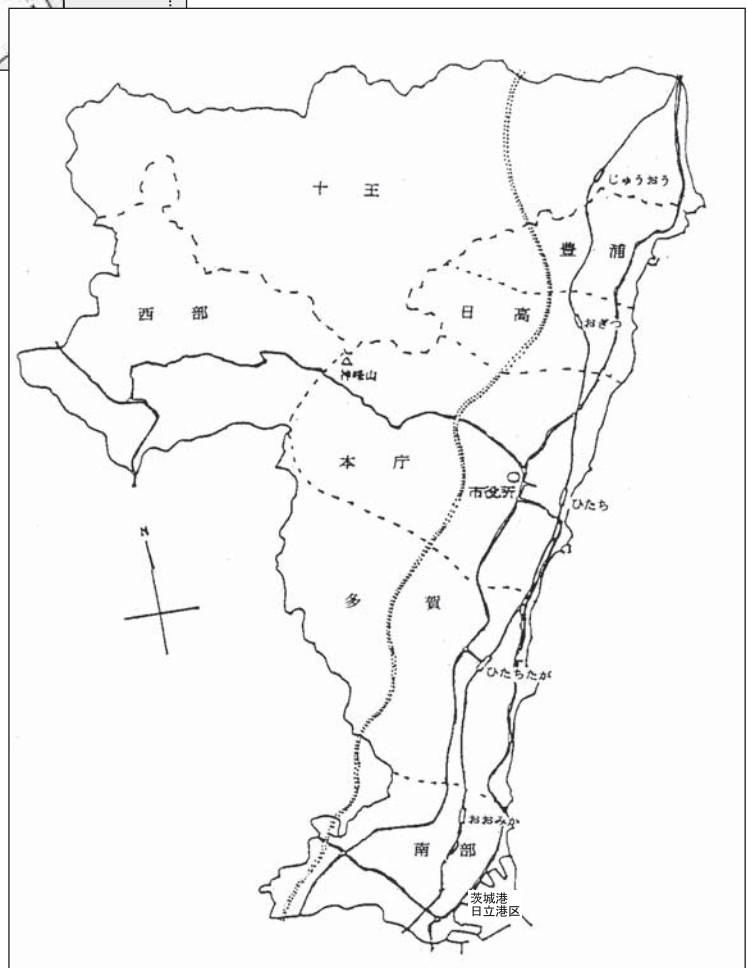 じゅうおう
十王
豊浦
日高
西部
おぎつ
神峰山
本庁
市役所
ひたち
N
多賀
ひたちたが
おおみか
南部
茨城港
日立港区